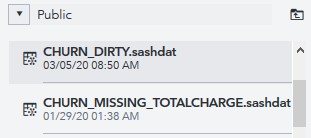 Public
CHURN_DIRTY.sashdat
03/05/20 08:50 AM
CHURN_MISSING_TOTALCHARGE.sashdat
01/29/20 01:38 AM